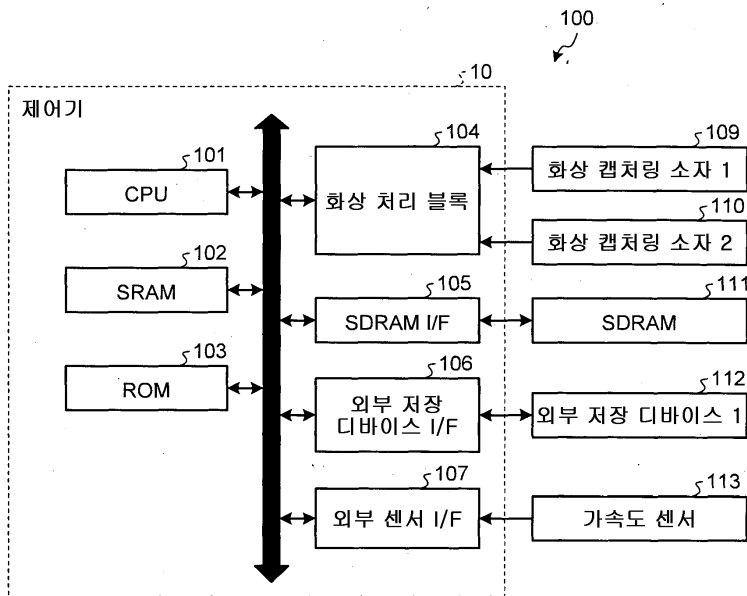 100
10
제어기
101
CPU
102
SRAM
103
ROM
104
화상 처리 블록
105
SDRAM I/F
106
외부 저장
디바이스 I/F
107
외부 센서 I/F
109
화상 캡처링 소자 1
110
화상 캡처링 소자 2
111
SDRAM
112
외부 저장 디바이스 1
113
가속도 센서